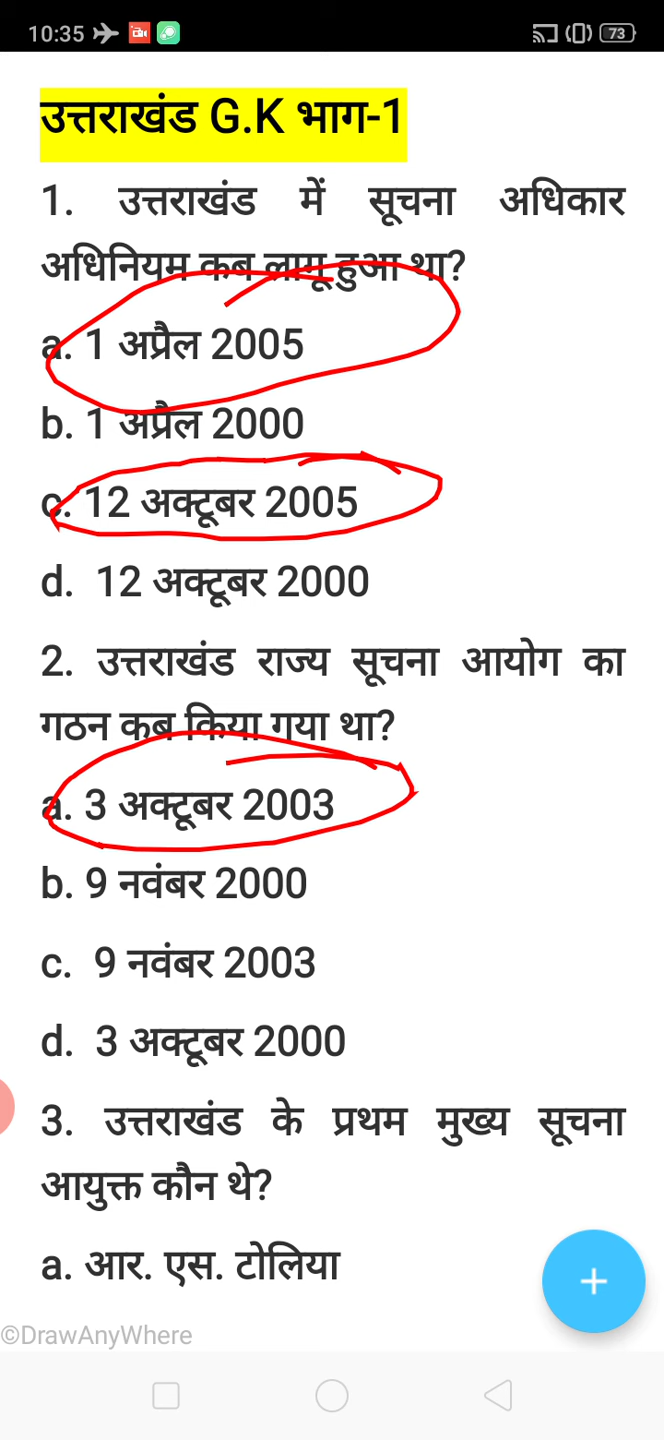 10:35
73
उत्तराखंड G.K भाग-1
1. उत्तराखंड में सूचना अधिकार
अधिनियम कब लागू हुआ था?
a. 1 अप्रैल 2005
b. 1 अप्रैल 2000
c. 12 अक्टूबर 2005
d. 12 अक्टूबर 2000
2. उत्तराखंड राज्य सूचना आयोग का
गठन कब किया गया था?
a. 3 अक्टूबर 2003
b. 9 नवंबर 2000
c. 9 नवंबर 2003
d. 3 अक्टूबर 2000
3. उत्तराखंड के प्रथम मुख्य सूचना
आयुक्त कौन थे?
a. आर. एस. टोलिया
©DrawAnyWhere